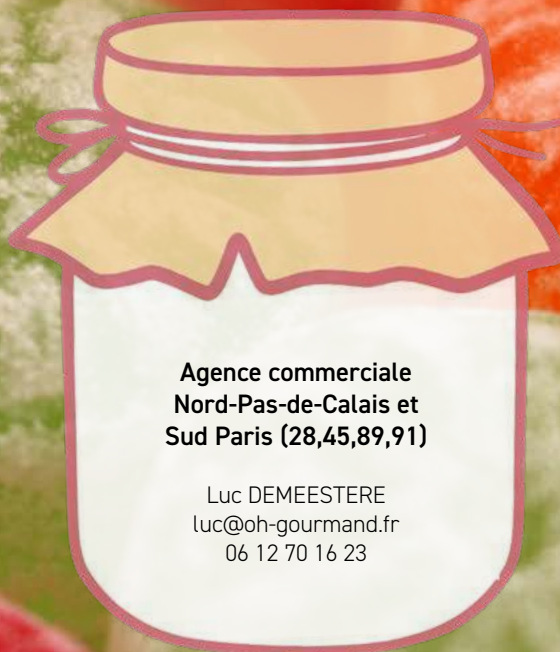 Agence commerciale
Nord-Pas-de-Calais et
Sud Paris (28,45,89,91)
Luc DEMEESTERE
luc@oh-gourmand.fr
06 12 70 16 23